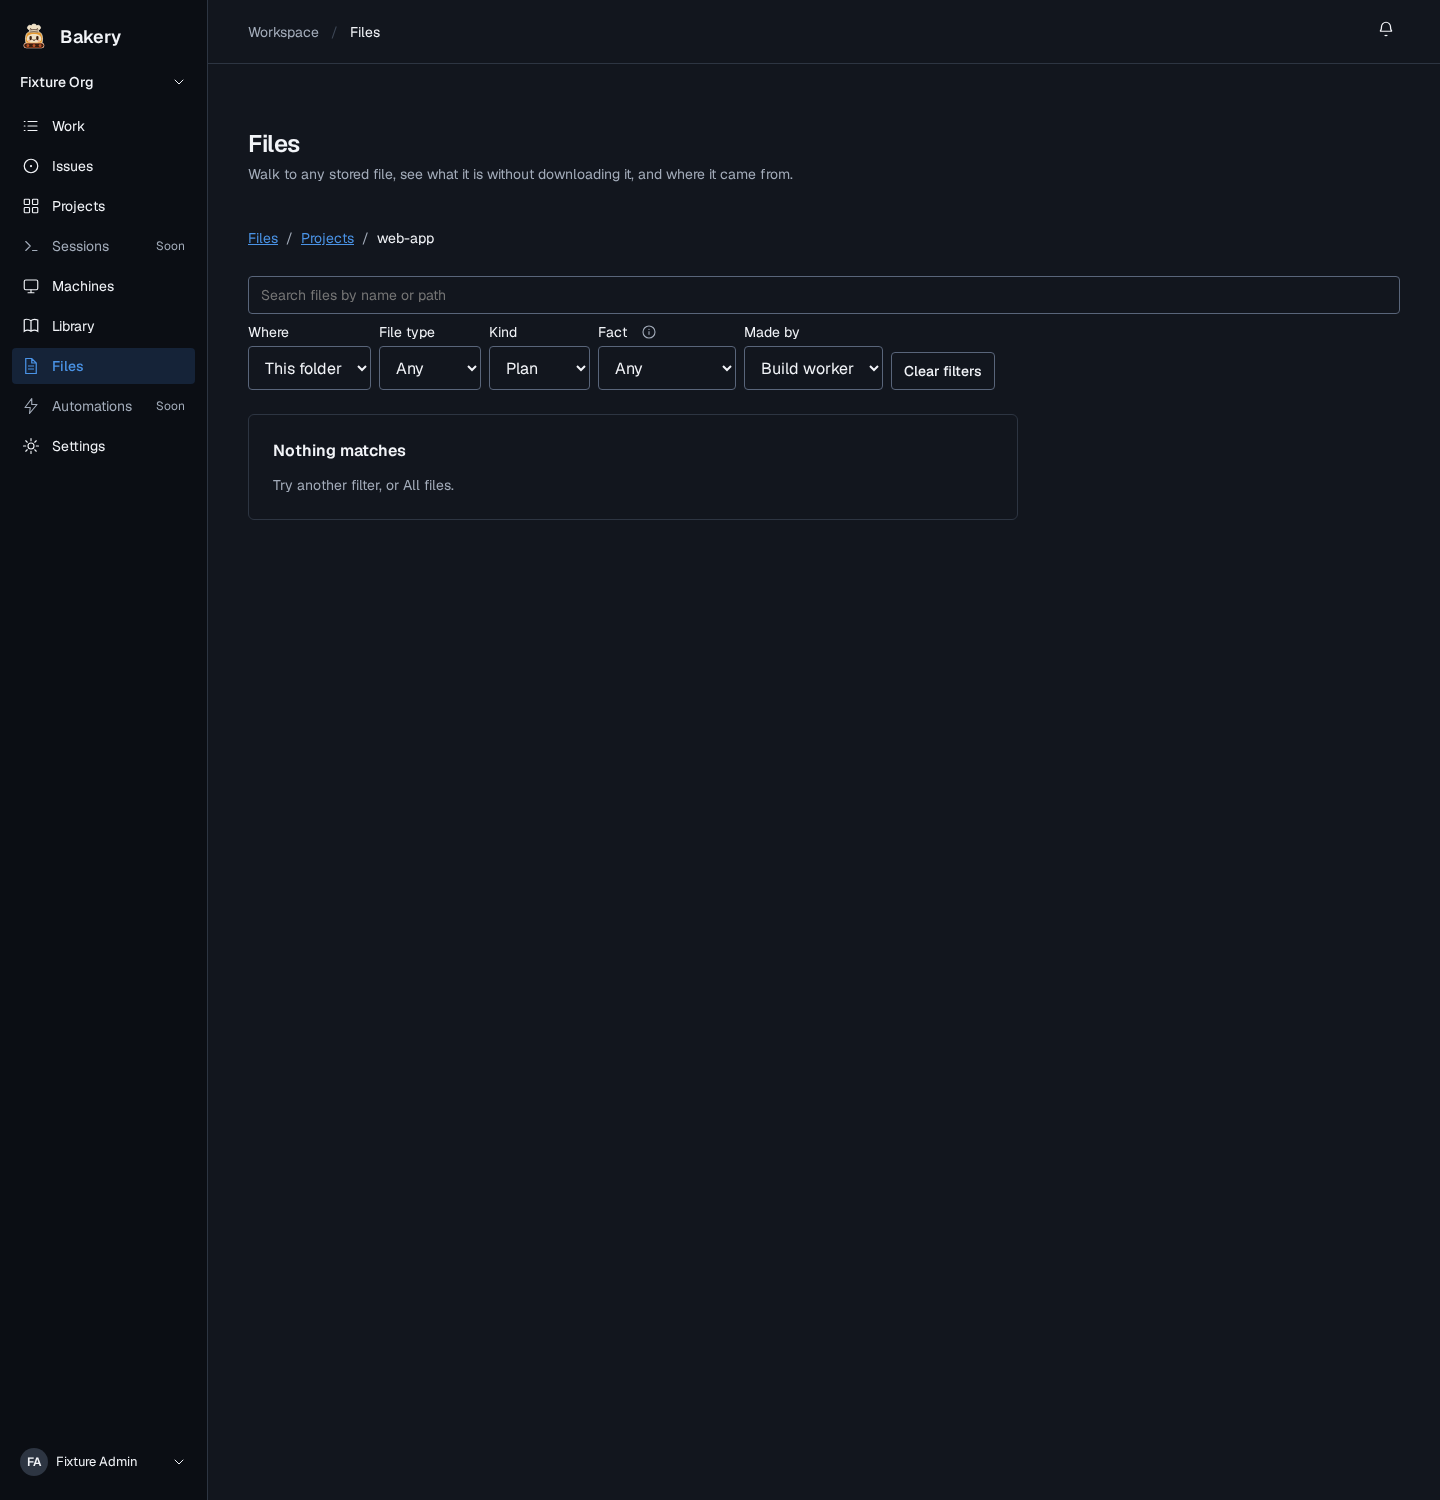 Bakery
Fixture Org
Work
Issues
Projects
Sessions Soon
Machines
Library
Files
Automations Soon
Settings
FA Fixture Admin
Workspace / Files
Files
Walk to any stored file, see what it is without downloading it, and where it came from.
Files / Projects / web-app
Search files by name or path
Where File type Kind Fact Made by
This folder Any Plan Any Build worker Clear filters
Nothing matches
Try another filter, or All files.